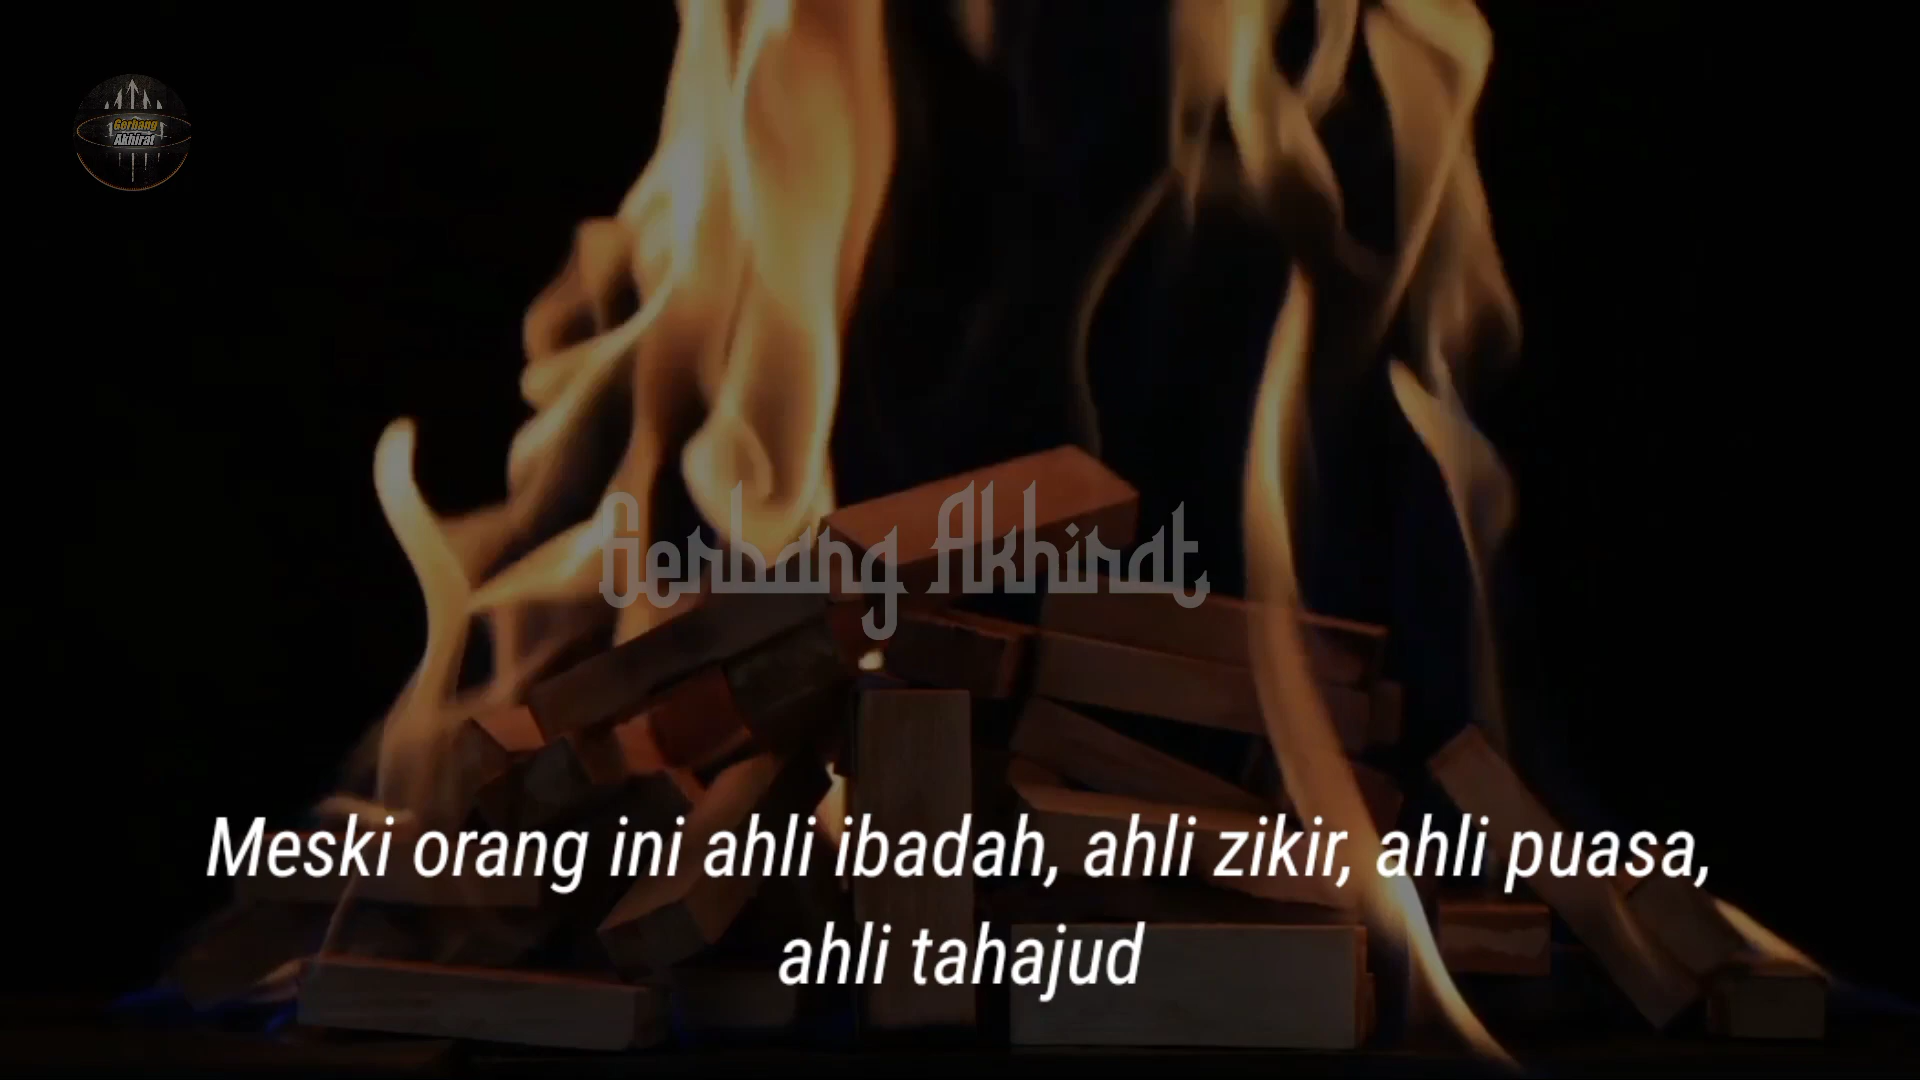 Gerbang
Akhirat
Gerbang Akhirat
Meski orang ini ahli ibadah, ahli zikir, ahli puasa,
ahli tahajud